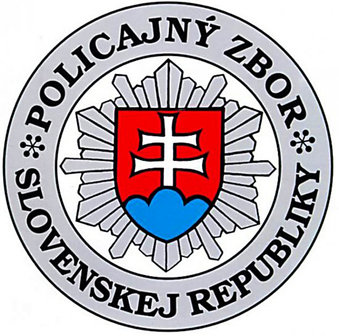 POLICAJNÝ ZBOR
SLOVENSKEJ REPUBLIKY